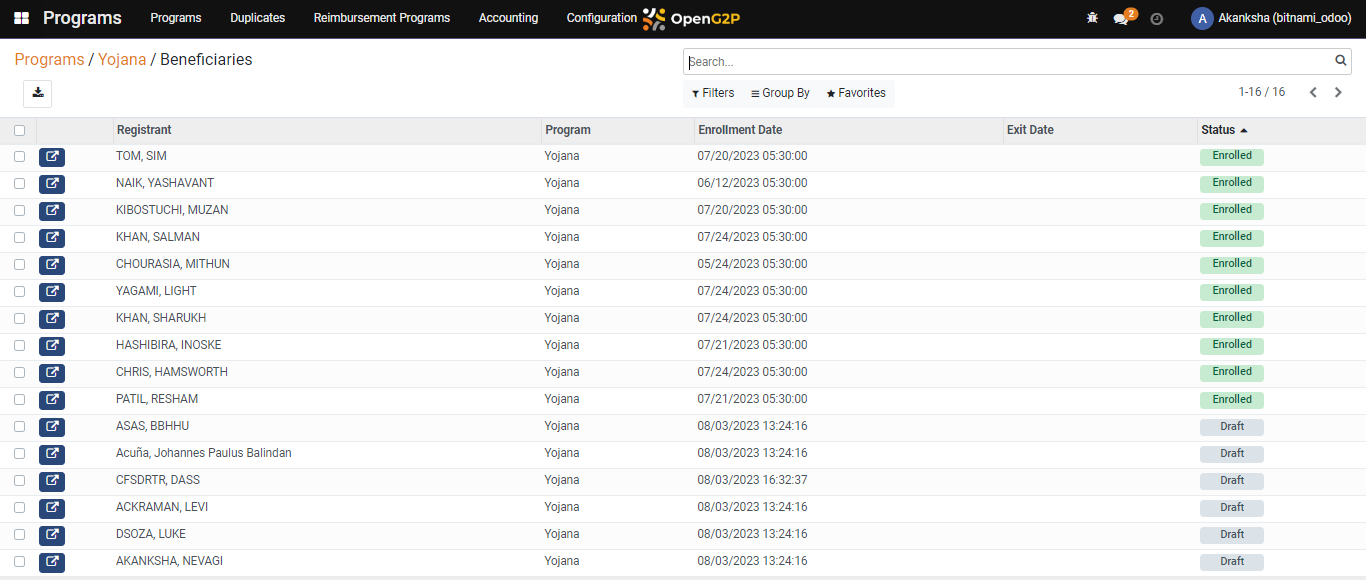 Programs Programs Duplicates Reimbursement Programs Accounting Configuration OpenG2P 2 A Akanksha (bitnami_odoo)
Programs / Yojana / Beneficiaries Search...
Filters Group By Favorites 1-16 / 16
Registrant Program Enrollment Date Exit Date Status
TOM, SIM Yojana 07/20/2023 05:30:00 Enrolled
NAIK, YASHAVANT Yojana 06/12/2023 05:30:00 Enrolled
KIBOSTUCHI, MUZAN Yojana 07/20/2023 05:30:00 Enrolled
KHAN, SALMAN Yojana 07/24/2023 05:30:00 Enrolled
CHOURASIA, MITHUN Yojana 05/24/2023 05:30:00 Enrolled
YAGAMI, LIGHT Yojana 07/24/2023 05:30:00 Enrolled
KHAN, SHARUKH Yojana 07/24/2023 05:30:00 Enrolled
HASHIBIRA, INOSKE Yojana 07/21/2023 05:30:00 Enrolled
CHRIS, HAMSWORTH Yojana 07/24/2023 05:30:00 Enrolled
PATIL, RESHAM Yojana 07/21/2023 05:30:00 Enrolled
ASAS, BBHHU Yojana 08/03/2023 13:24:16 Draft
Acuña, Johannes Paulus Balindan Yojana 08/03/2023 13:24:16 Draft
CFSDRTR, DASS Yojana 08/03/2023 16:32:37 Draft
ACKRAMAN, LEVI Yojana 08/03/2023 13:24:16 Draft
DSOZA, LUKE Yojana 08/03/2023 13:24:16 Draft
AKANKSHA, NEVAGI Yojana 08/03/2023 13:24:16 Draft